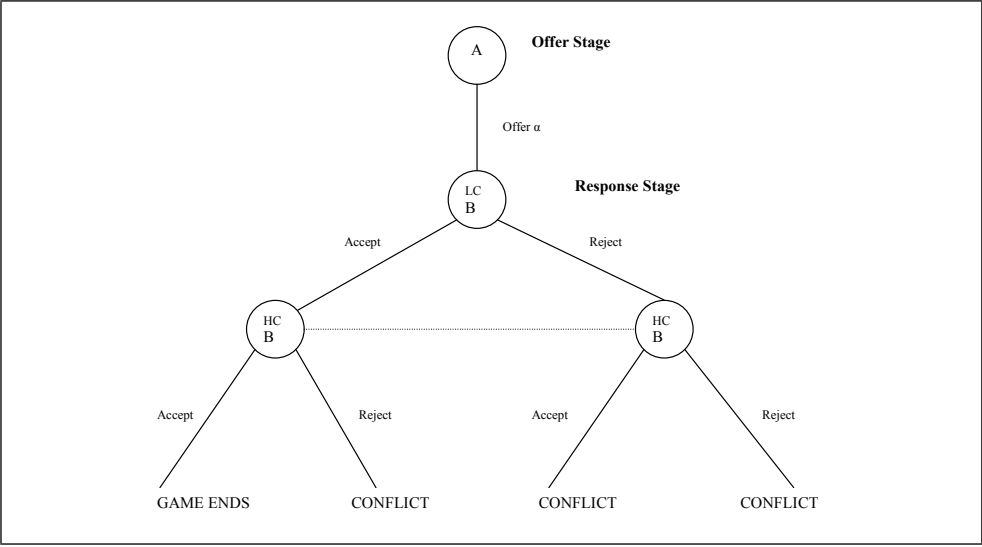 A
Offer Stage
Offer α
LC
B
Response Stage
Accept
Reject
HC
B
HC
B
Accept
Reject
Accept
Reject
GAME ENDS
CONFLICT
CONFLICT
CONFLICT